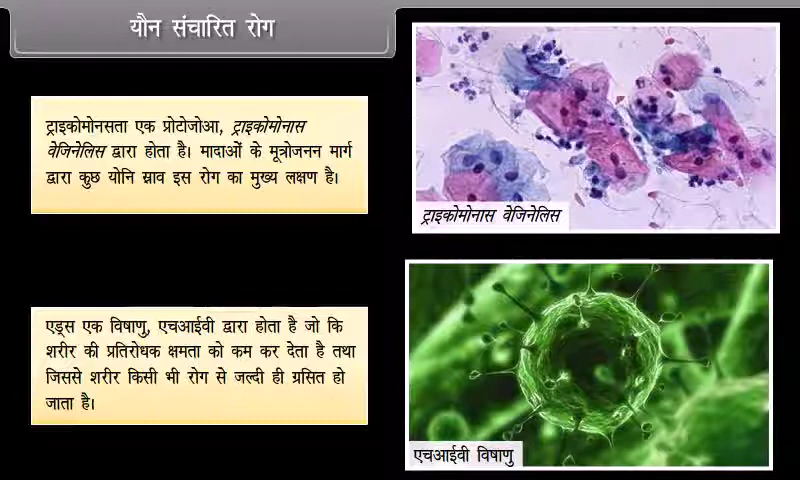 यौन संचारित रोग
ट्राइकोमोनसता एक प्रोटोजोआ, ट्राइकोमोनास
वेजिनेलिस द्वारा होता है। मादाओं के मूत्रोजनन मार्ग
द्वारा कुछ योनि स्राव इस रोग का मुख्य लक्षण है।
ट्राइकोमोनास वेजिनेलिस
एड्स एक विषाणु, एचआईवी द्वारा होता है जो कि
शरीर की प्रतिरोधक क्षमता को कम कर देता है तथा
जिससे शरीर किसी भी रोग से जल्दी ही ग्रसित हो
जाता है।
एचआईवी विषाणु